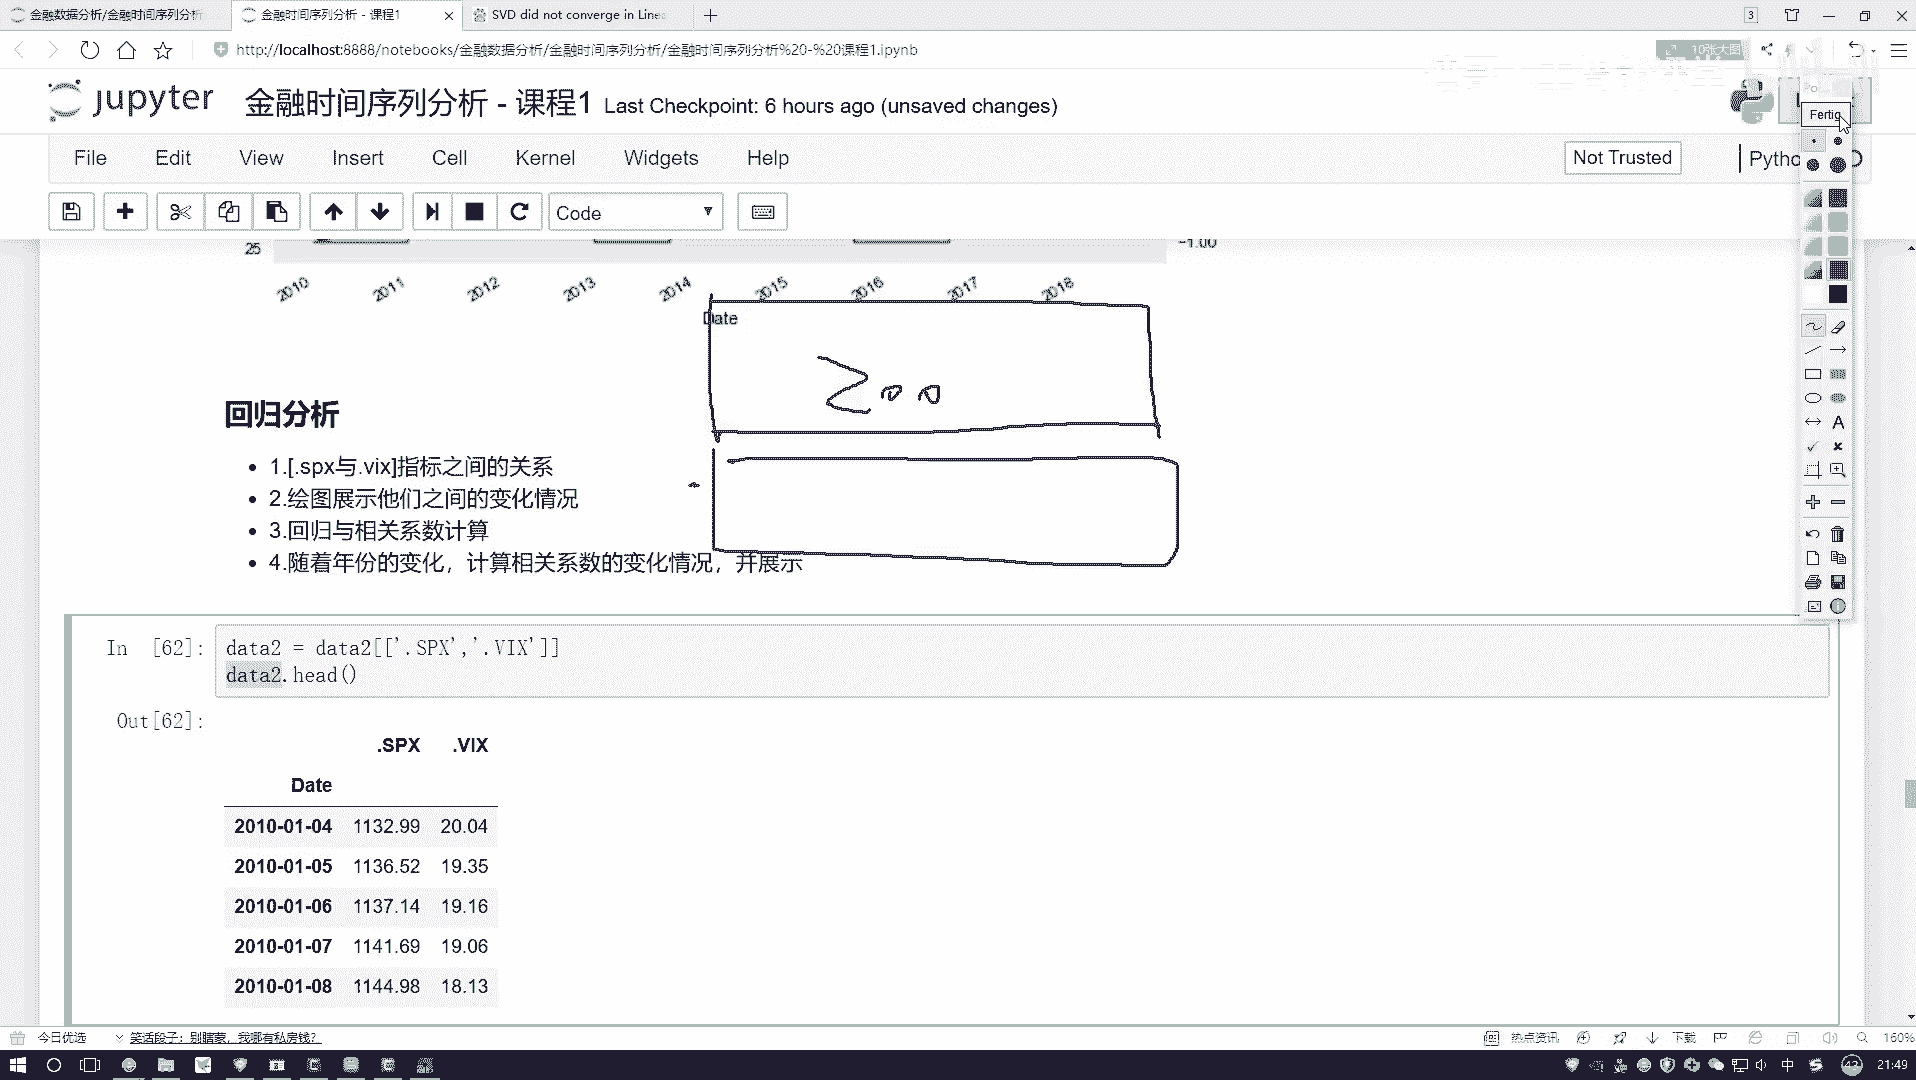 金融数据分析/金融时间序列分析
金融时间序列分析 - 课程1
SVD did not converge in Linea
3
http://localhost:8888/notebooks/金融数据分析/金融时间序列分析/金融时间序列分析%20-%20课程1.ipynb
10张大图
jupyter 金融时间序列分析 - 课程1 Last Checkpoint: 6 hours ago (unsaved changes)
Fertig
File Edit View Insert Cell Kernel Widgets Help
Not Trusted
Pytho
Code
25
-1.00
2010 2011 2012 2013 2014 2015 2016 2017 2018
Date
200
回归分析
1.[.spx与.vix]指标之间的关系
2.绘图展示他们之间的变化情况
3.回归与相关系数计算
4.随着年份的变化，计算相关系数的变化情况，并展示
In [62]: data2 = data2[['.SPX','.VIX']]
data2.head()
Out[62]:
.SPX .VIX
Date
2010-01-04 1132.99 20.04
2010-01-05 1136.52 19.35
2010-01-06 1137.14 19.16
2010-01-07 1141.69 19.06
2010-01-08 1144.98 18.13
今日优选
笑话段子：别瞎蒙，我哪有私房钱？
热点资讯
下载
160%
中
43
21:49